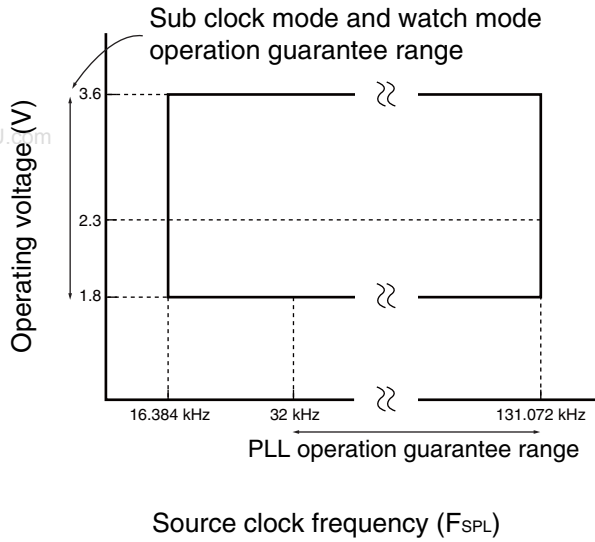 Sub clock mode and watch mode
operation guarantee range
3.6
2.3
1.8
Operating voltage (V)
16.384 kHz
32 kHz
131.072 kHz
PLL operation guarantee range
Source clock frequency (FSPL)